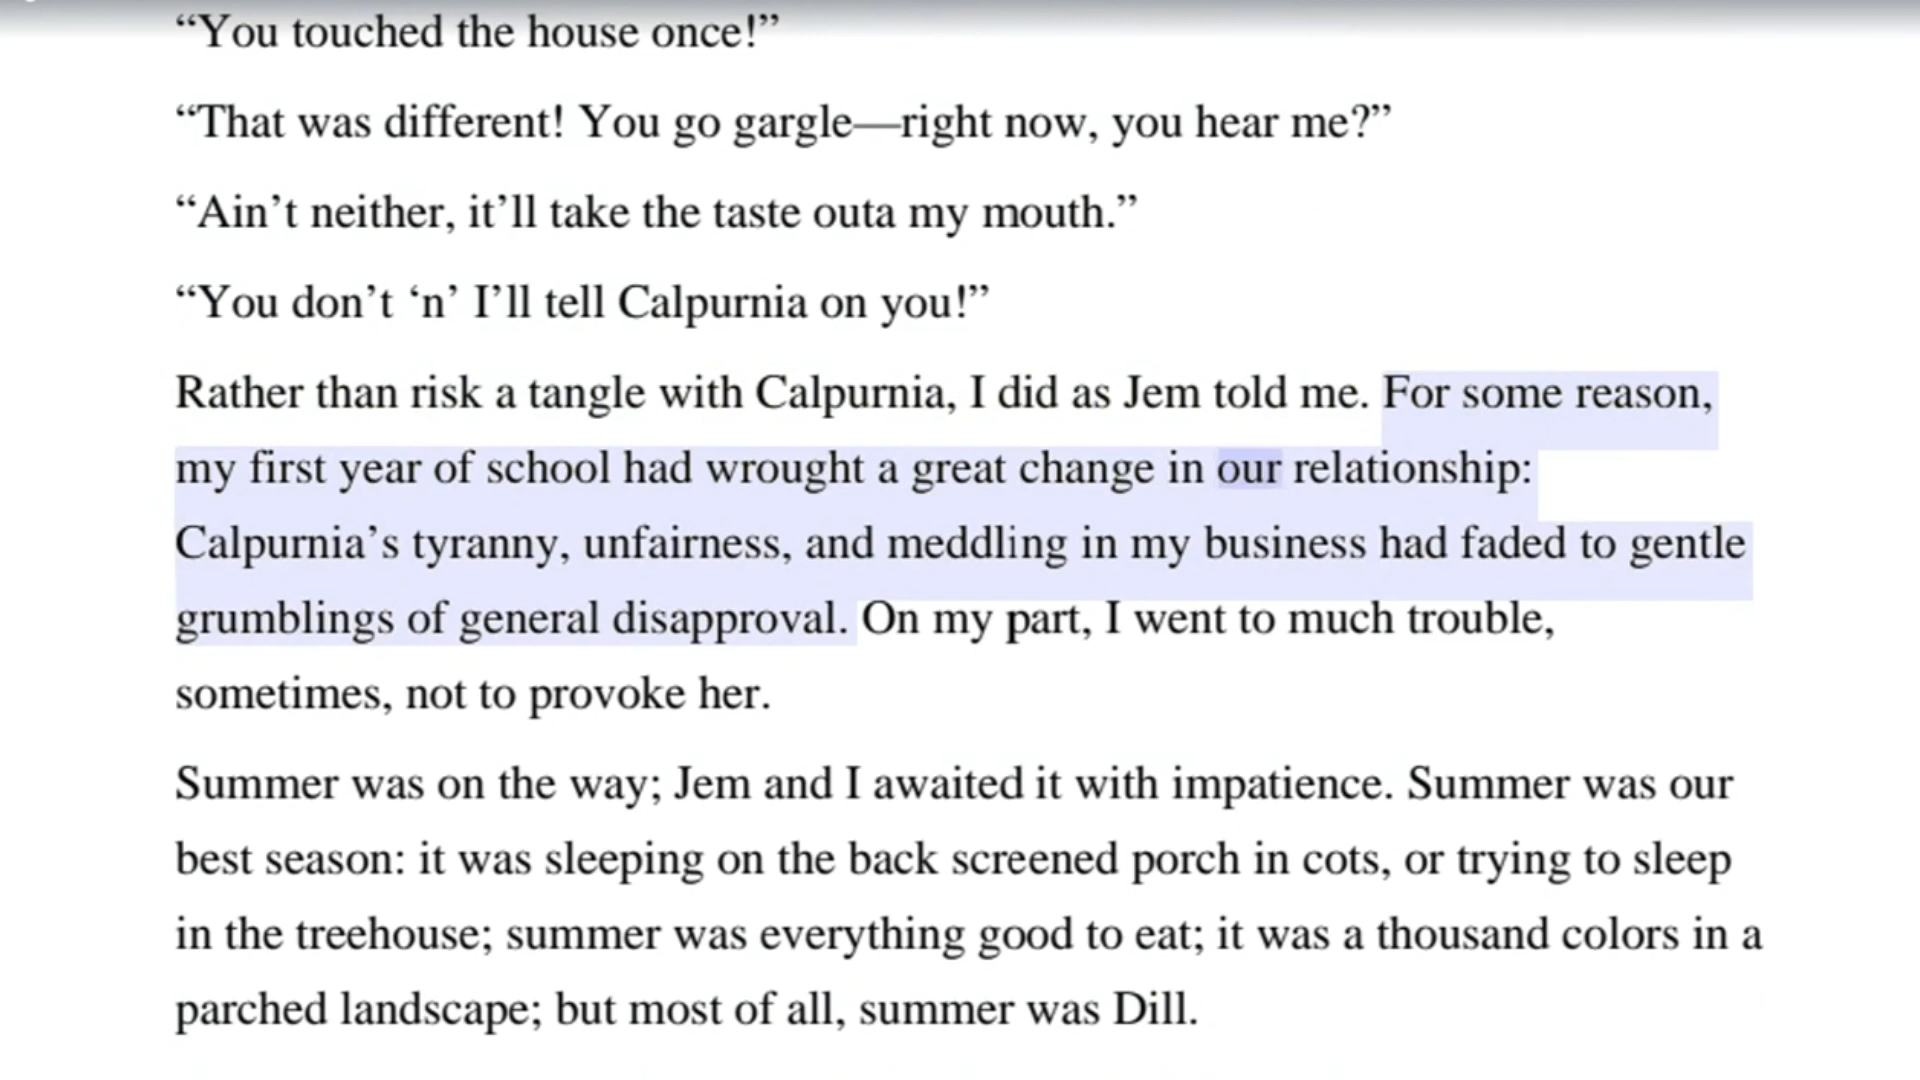 “You touched the house once!”
“That was different! You go gargle—right now, you hear me?”
“Ain’t neither, it’ll take the taste outa my mouth.”
“You don’t ‘n’ I’ll tell Calpurnia on you!”
Rather than risk a tangle with Calpurnia, I did as Jem told me. For some reason,
my first year of school had wrought a great change in our relationship:
Calpurnia’s tyranny, unfairness, and meddling in my business had faded to gentle
grumblings of general disapproval. On my part, I went to much trouble,
sometimes, not to provoke her.
Summer was on the way; Jem and I awaited it with impatience. Summer was our
best season: it was sleeping on the back screened porch in cots, or trying to sleep
in the treehouse; summer was everything good to eat; it was a thousand colors in a
parched landscape; but most of all, summer was Dill.